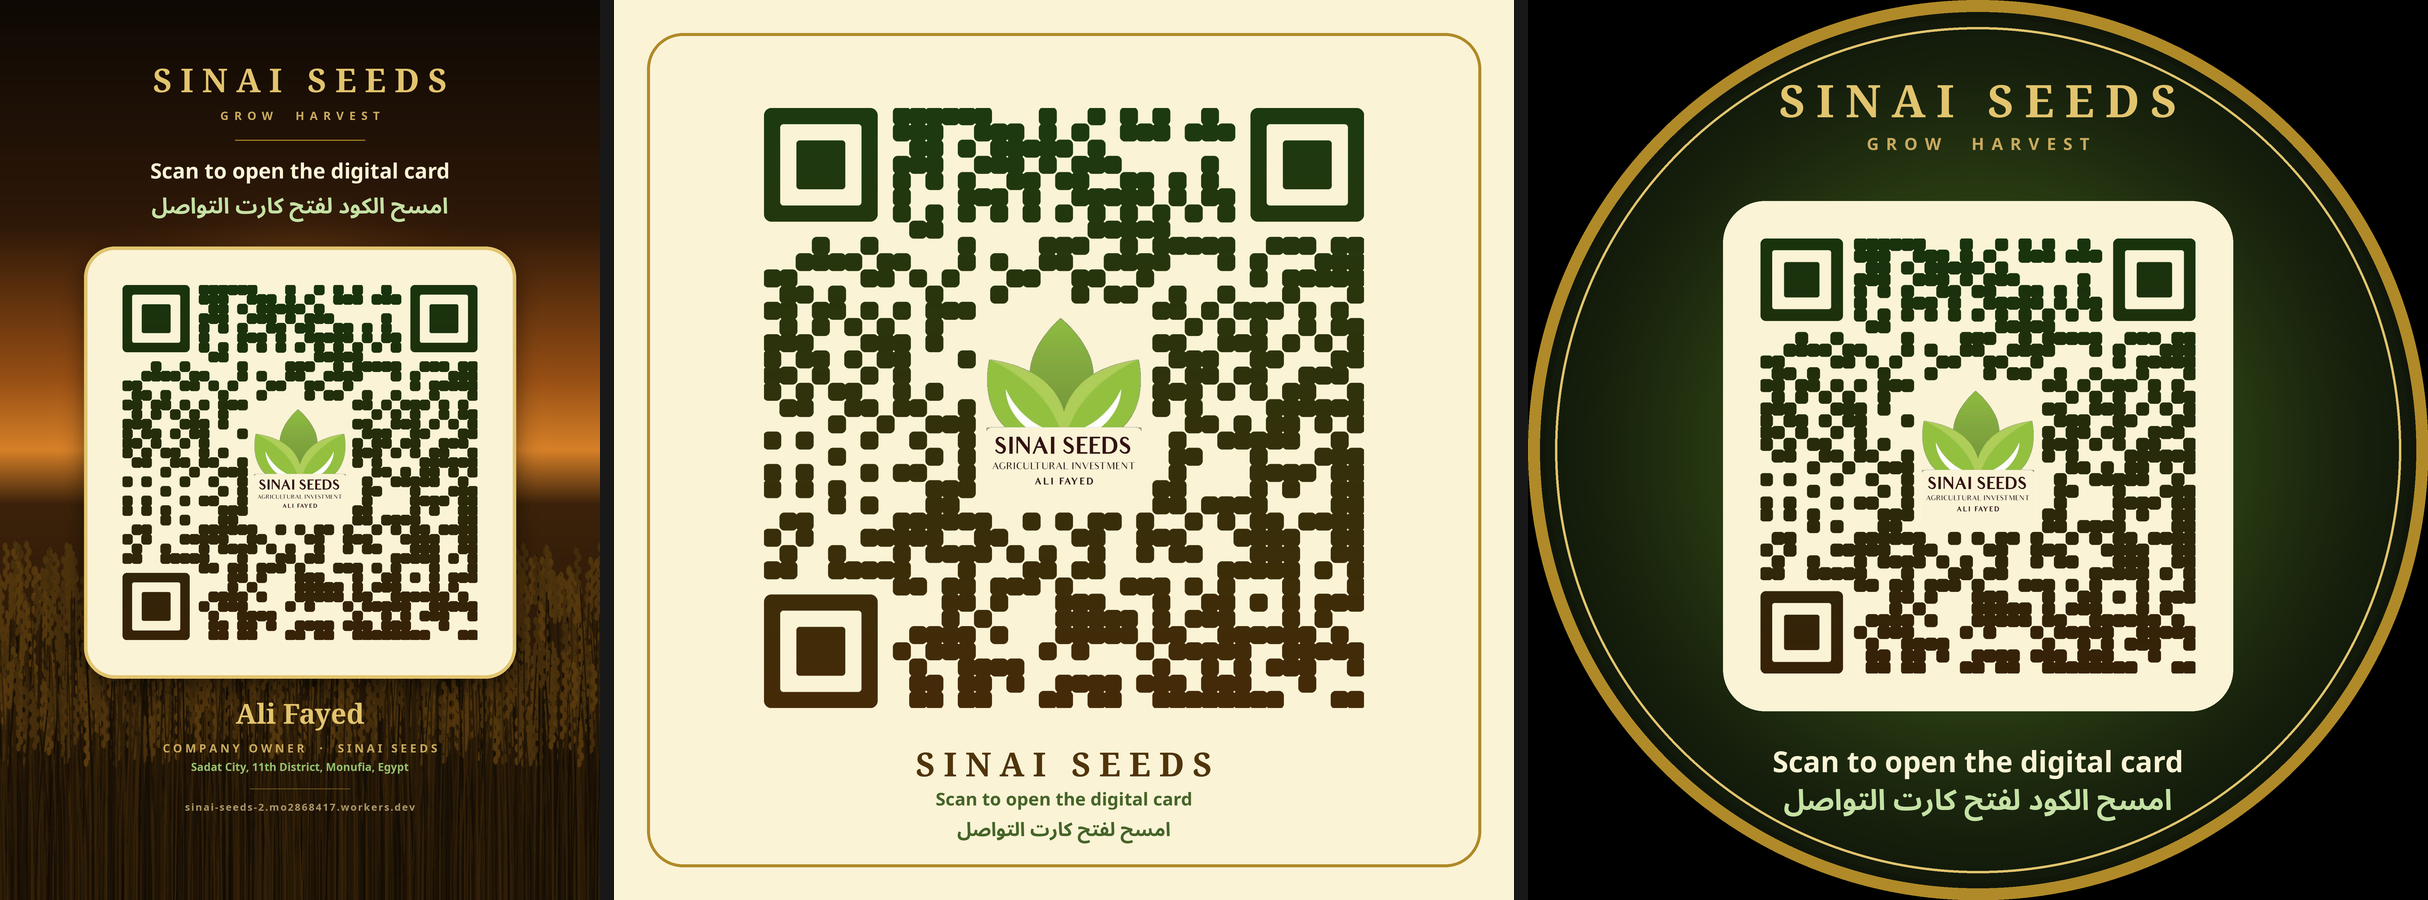 SINAI SEEDS
GROW HARVEST
Scan to open the digital card
امسح الكود لفتح كارت التواصل
SINAI SEEDS
AGRICULTURAL INVESTMENT
ALI FAYED
Ali Fayed
COMPANY OWNER · SINAI SEEDS
Sadat City, 11th District, Monufia, Egypt
sinai-seeds-2.mo2868417.workers.dev
SINAI SEEDS
AGRICULTURAL INVESTMENT
ALI FAYED
SINAI SEEDS
Scan to open the digital card
امسح لفتح كارت التواصل
SINAI SEEDS
GROW HARVEST
SINAI SEEDS
AGRICULTURAL INVESTMENT
ALI FAYED
Scan to open the digital card
امسح الكود لفتح كارت التواصل